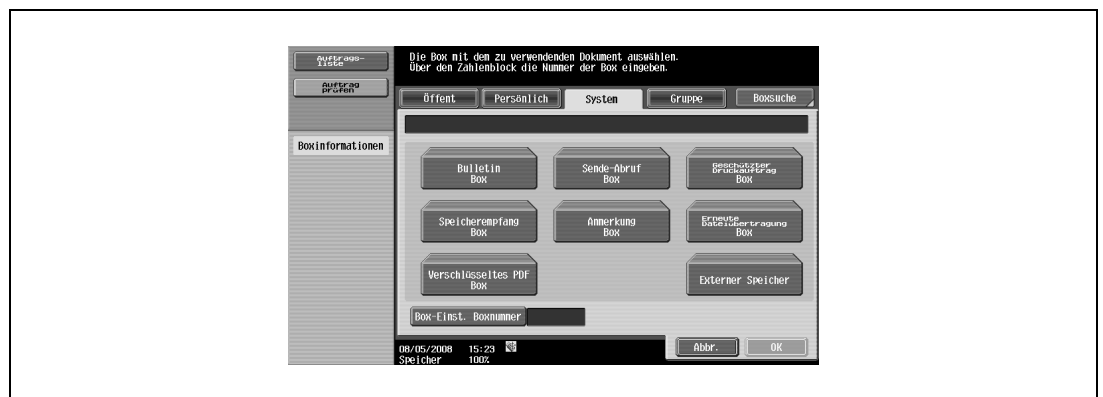 Auftrags-
liste
Auftrag
prüfen
Boxinformationen
Die Box mit dem zu verwendenden Dokument auswählen.
Über den Zahlenblock die Nummer der Box eingeben.
Öffent
Persönlich
System
Gruppe
Boxsuche
Bulletin
Box
Sende-Abruf
Box
Geschützter
Druckauftrag
Box
Speicherempfang
Box
Anmerkung
Box
Erneute
Dateiübertragung
Box
Verschlüsseltes PDF
Box
Externer Speicher
Box-Einst. Boxnummer
Abbr.
OK
08/05/2008 15:23
Speicher 100%